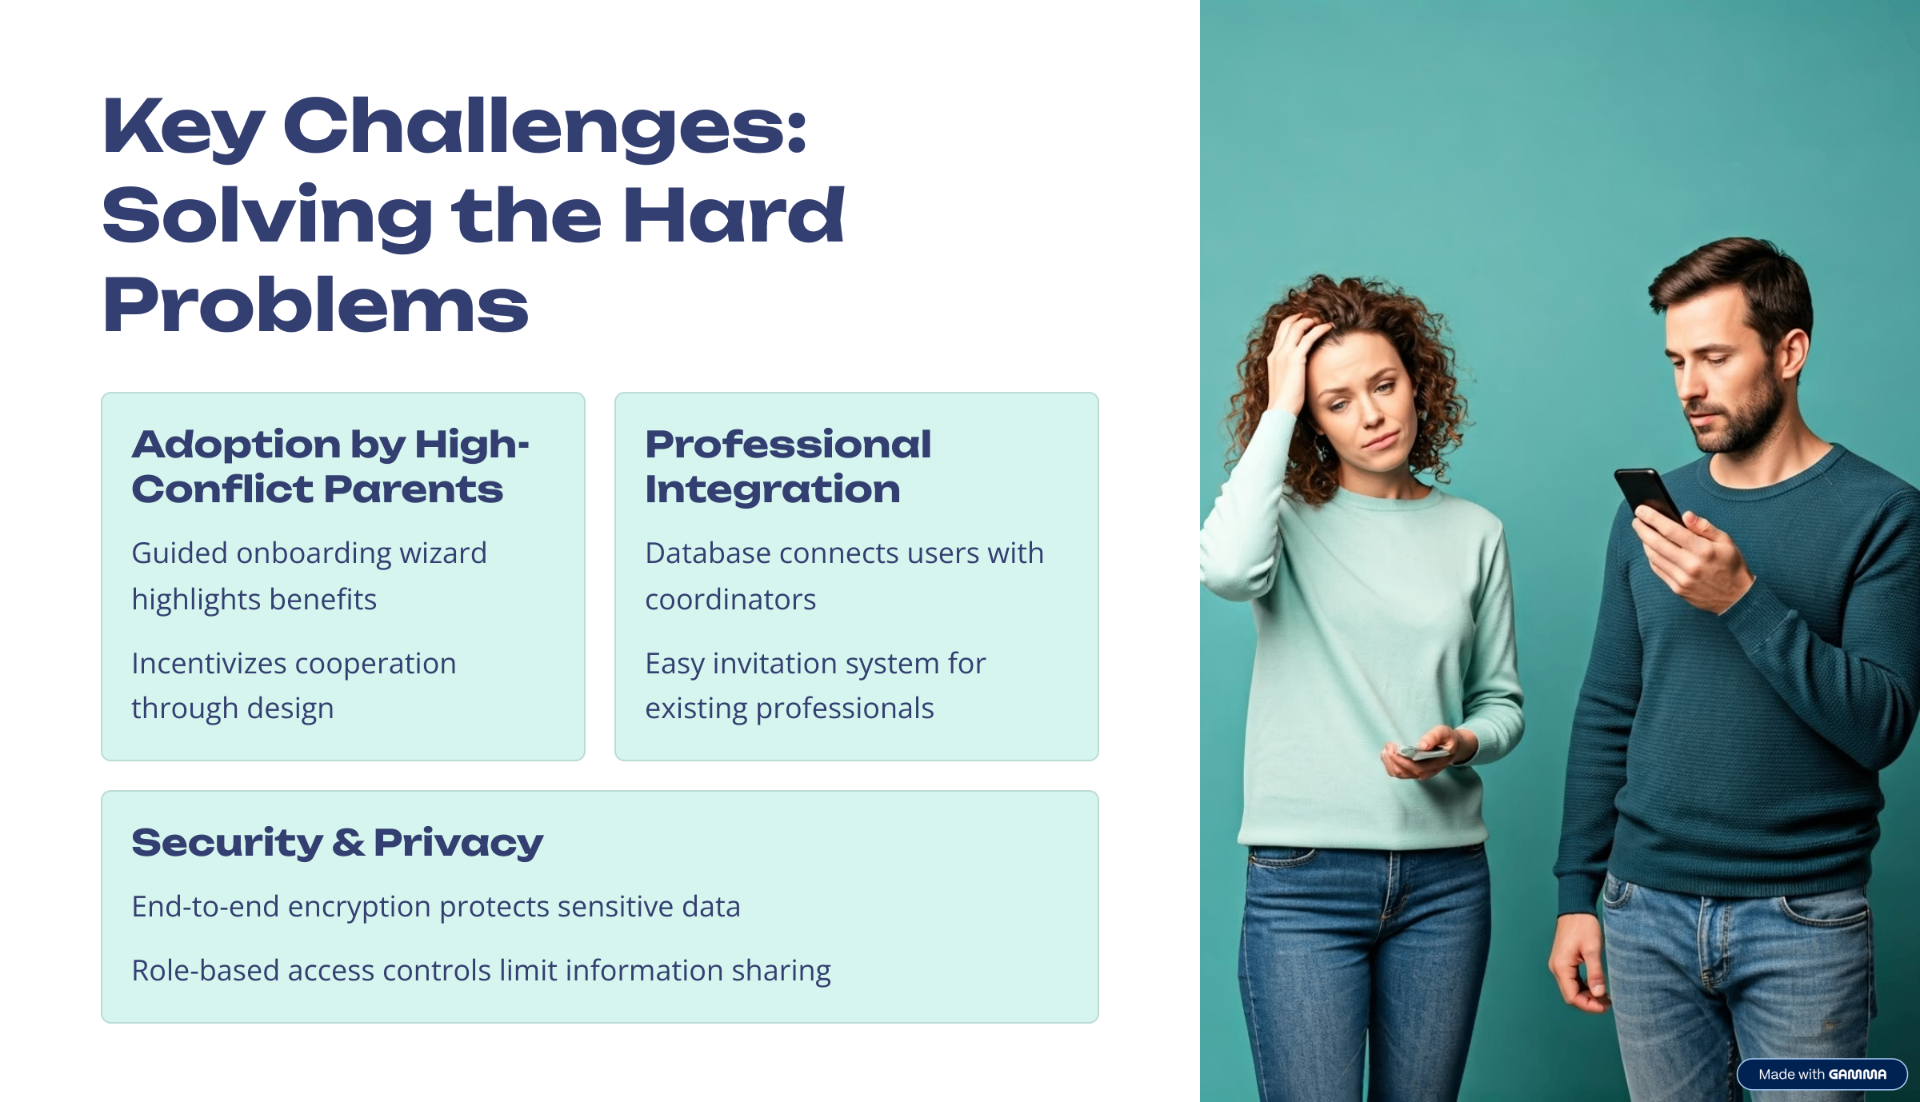 Key Challenges:
Solving the Hard
Problems
Adoption by High-
Conflict Parents
Guided onboarding wizard
highlights benefits
Incentivizes cooperation
through design
Professional
Integration
Database connects users with
coordinators
Easy invitation system for
existing professionals
Security & Privacy
End-to-end encryption protects sensitive data
Role-based access controls limit information sharing
Made with GAMMA